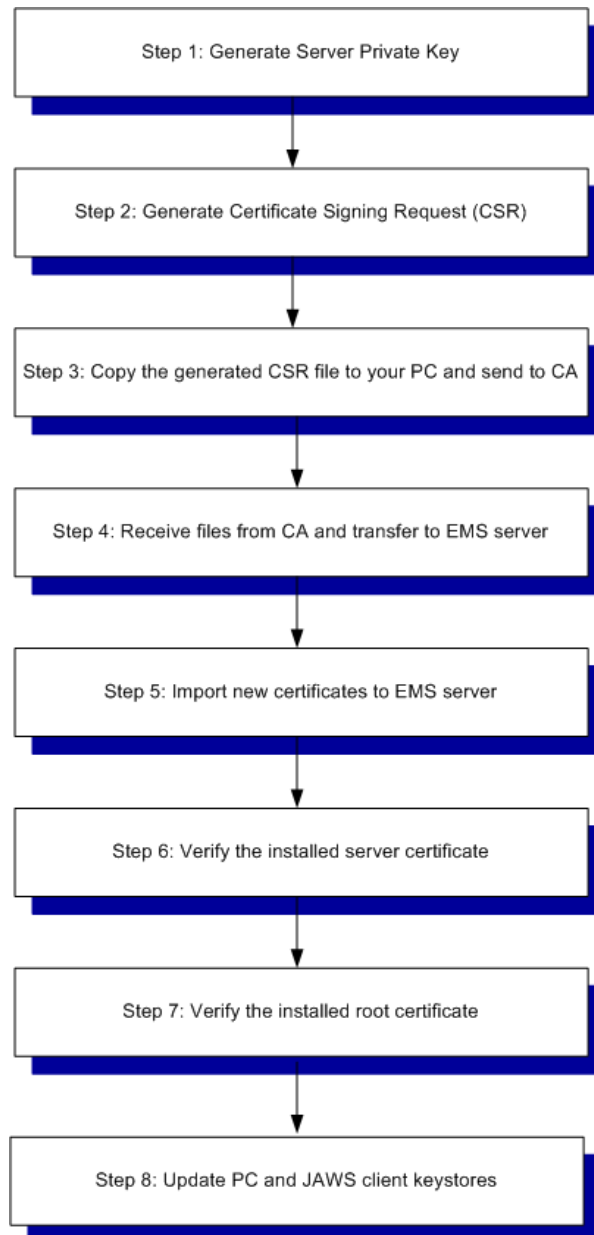 Step 1: Generate Server Private Key
Step 2: Generate Certificate Signing Request (CSR)
Step 3: Copy the generated CSR file to your PC and send to CA
Step 4: Receive files from CA and transfer to EMS server
Step 5: Import new certificates to EMS server
Step 6: Verify the installed server certificate
Step 7: Verify the installed root certificate
Step 8: Update PC and JAWS client keystores